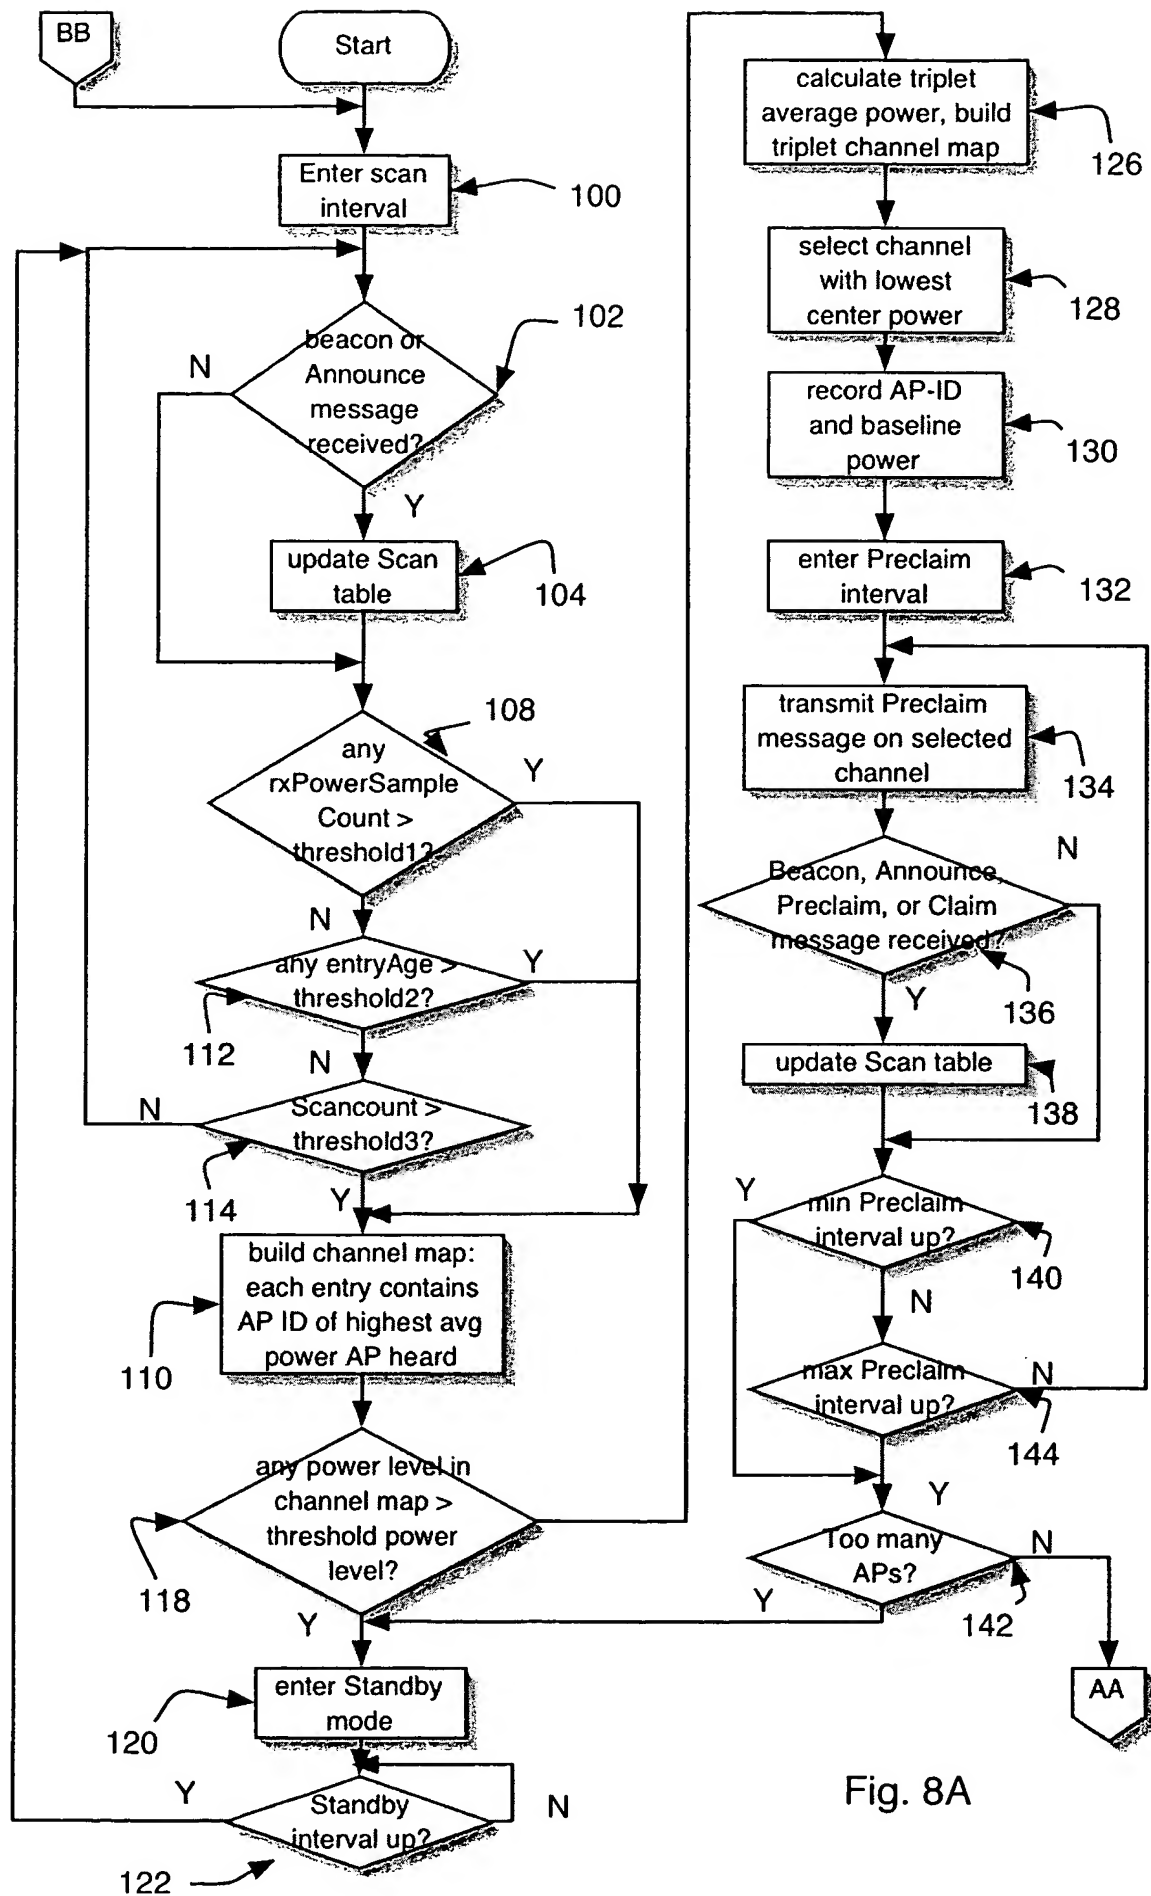 BB
Start
Enter scan
interval
100
beacon or
Announce
message
received?
102
N
Y
update Scan
table
104
108
any
rxPowerSample
Count >
threshold1?
Y
N
any entryAge >
threshold2?
Y
112
N
Scancount >
threshold3?
N
114
Y
build channel map:
each entry contains
AP ID of highest avg
power AP heard
110
any power level in
channel map >
threshold power
level?
118
Y
enter Standby
mode
120
Y
Standby
interval up?
N
122
calculate triplet
average power, build
triplet channel map
126
select channel
with lowest
center power
128
record AP-ID
and baseline
power
130
enter Preclaim
interval
132
transmit Preclaim
message on selected
channel
134
N
Beacon, Announce,
Preclaim, or Claim
message received?
136
Y
update Scan table
138
Y
min Preclaim
interval up?
140
N
max Preclaim
interval up?
N
144
Y
Too many
APs?
N
Y
142
AA
Fig. 8A